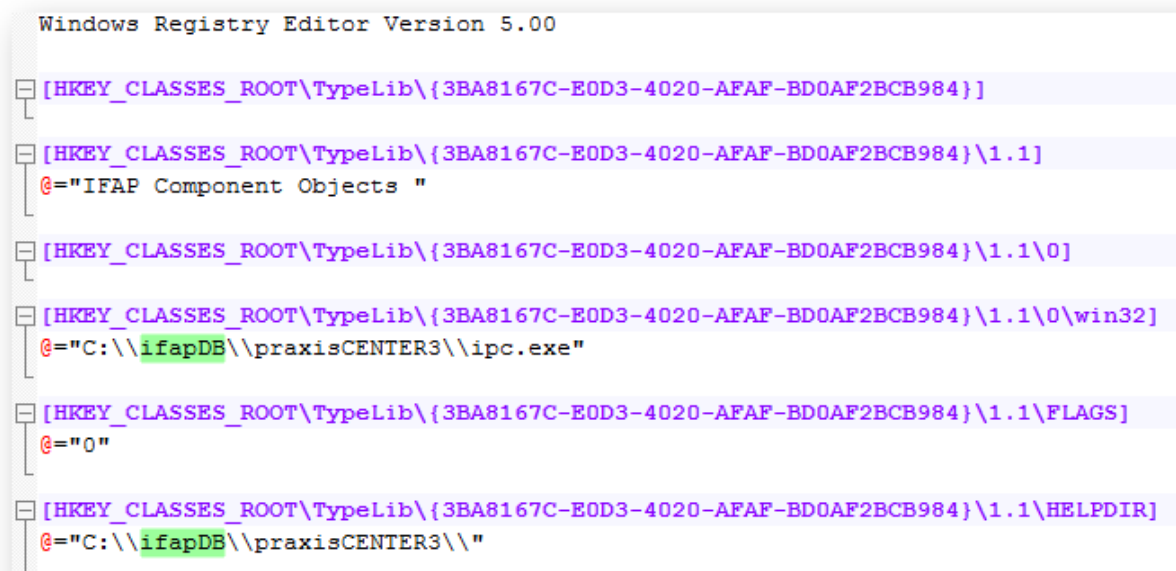 Windows Registry Editor Version 5.00
[HKEY_CLASSES_ROOT\TypeLib\{3BA8167C-E0D3-4020-AFAF-BD0AF2BCB984}]
[HKEY_CLASSES_ROOT\TypeLib\{3BA8167C-E0D3-4020-AFAF-BD0AF2BCB984}\1.1]
@="IFAP Component Objects "
[HKEY_CLASSES_ROOT\TypeLib\{3BA8167C-E0D3-4020-AFAF-BD0AF2BCB984}\1.1\0]
[HKEY_CLASSES_ROOT\TypeLib\{3BA8167C-E0D3-4020-AFAF-BD0AF2BCB984}\1.1\0\win32]
@="C:\\ifapDB\\praxisCENTER3\\ipc.exe"
[HKEY_CLASSES_ROOT\TypeLib\{3BA8167C-E0D3-4020-AFAF-BD0AF2BCB984}\1.1\FLAGS]
@="0"
[HKEY_CLASSES_ROOT\TypeLib\{3BA8167C-E0D3-4020-AFAF-BD0AF2BCB984}\1.1\HELPDIR]
@="C:\\ifapDB\\praxisCENTER3\\"